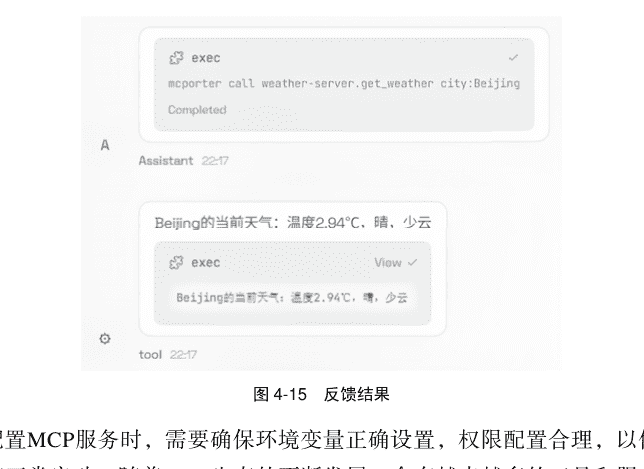 exec
mcporter call weather-server.get_weather city:Beijing
Completed
A
Assistant 22:17
Beijing的当前天气：温度2.94℃，晴，少云
exec View
Beijing的当前天气：温度2.94℃，晴，少云
tool 22:17
图 4-15 反馈结果
配置MCP服务时，需要确保环境变量正确设置，权限配置合理，以